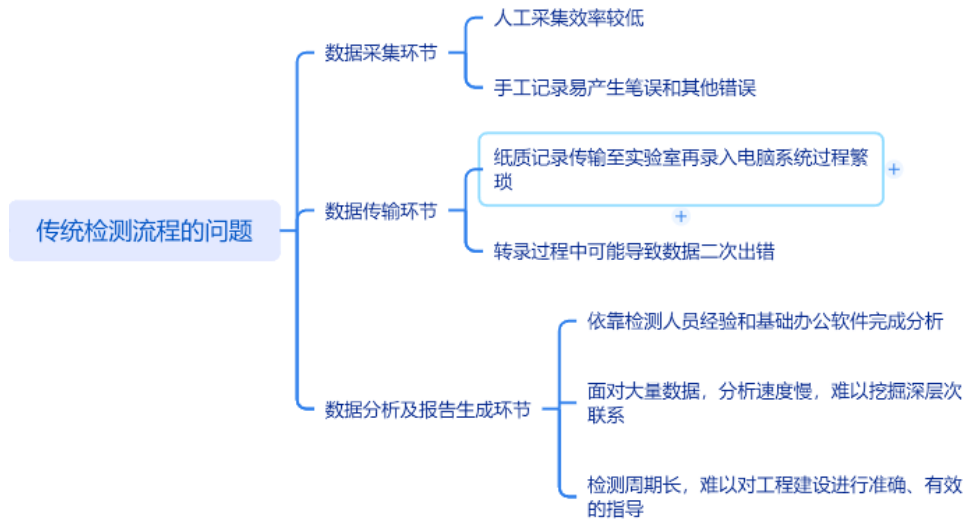 传统检测流程的问题
数据采集环节
人工采集效率较低
手工记录易产生笔误和其他错误
数据传输环节
纸质记录传输至实验室再录入电脑系统过程繁
琐
转录过程中可能导致数据二次出错
数据分析及报告生成环节
依靠检测人员经验和基础办公软件完成分析
面对大量数据，分析速度慢，难以挖掘深层次
联系
检测周期长，难以对工程建设进行准确、有效
的指导